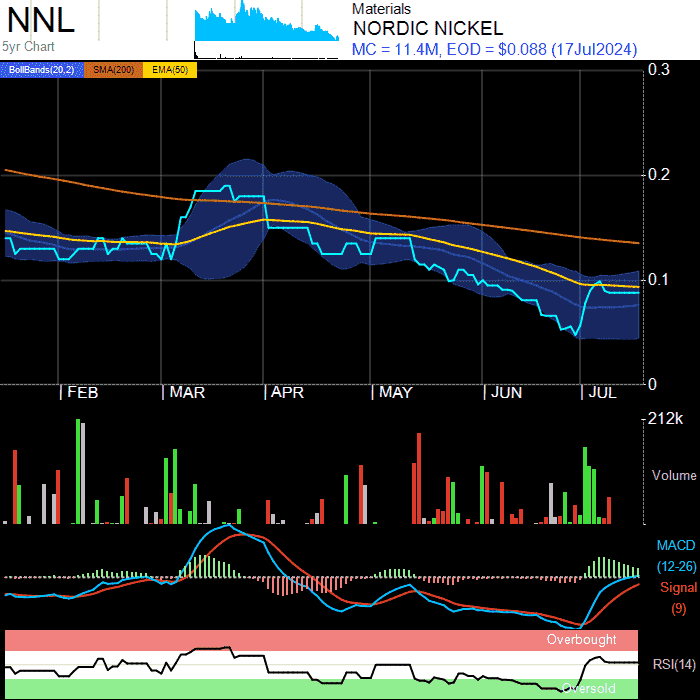 NNL
5yr Chart
Materials
NORDIC NICKEL
MC = 11.4M, EOD = $0.088 (17Jul2024)
BollBands(20,2) SMA(200) EMA(50)
0.3
0.2
0.1
0
FEB MAR APR MAY JUN JUL
212k
Volume
MACD
(12-26)
Signal
(9)
Overbought
RSI(14)
Oversold